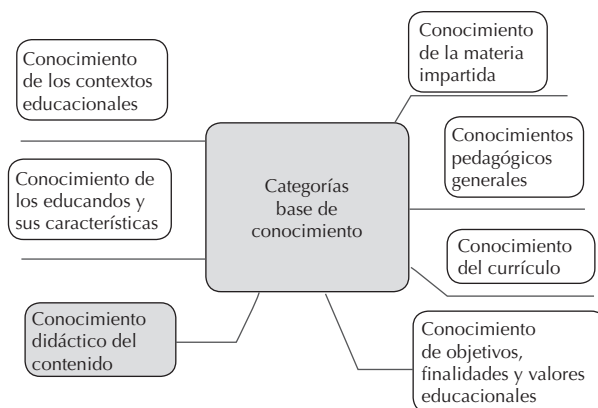 Conocimiento
de los contextos
educacionales
Conocimiento
de la materia
impartida
Conocimientos
pedagógicos
generales
Conocimiento de
los educandos y
sus características
Categorías
base de
conocimiento
Conocimiento
del currículo
Conocimiento
didáctico del
contenido
Conocimiento
de objetivos,
finalidades y valores
educacionales